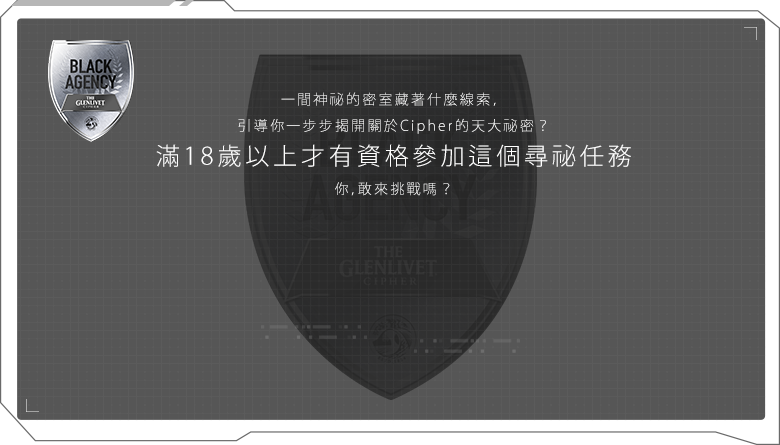 BLACK
AGENCY
THE
GLENLIVET
CIPHER
一間神祕的密室藏著什麼線索,
引導你一步步揭開關於Cipher的天大祕密？
滿18歲以上才有資格參加這個尋祕任務
你,敢來挑戰嗎？
AGENCY
THE
GLENLIVET
CIPHER